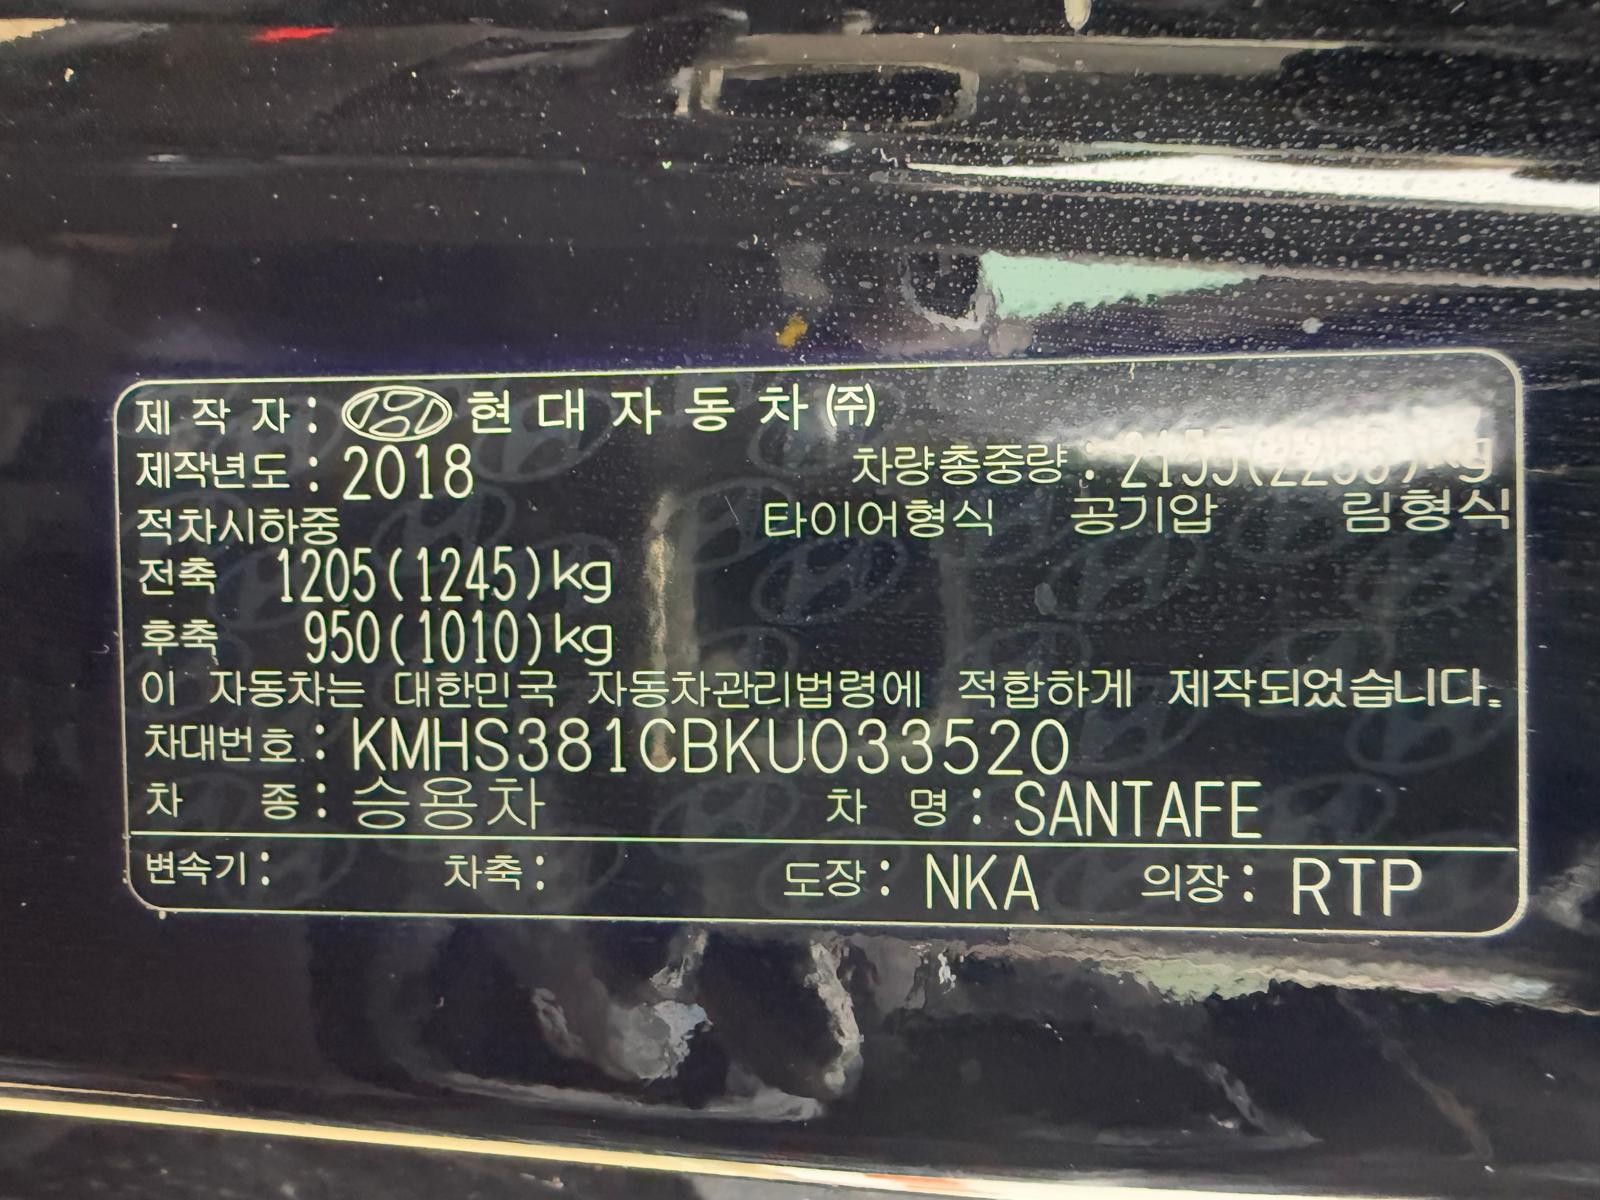 제작자: 현대자동차㈜
제작년도: 2018 차량총중량: 2155(2255)kg
적차시하중 타이어형식 공기압 림형식
전축 1205(1245)kg
후축 950(1010)kg
이 자동차는 대한민국 자동차관리법령에 적합하게 제작되었습니다.
차대번호: KMHS381CBKU033520
차 종: 승용차 차 명: SANTAFE
변속기: 차축: 도장: NKA 의장: RTP